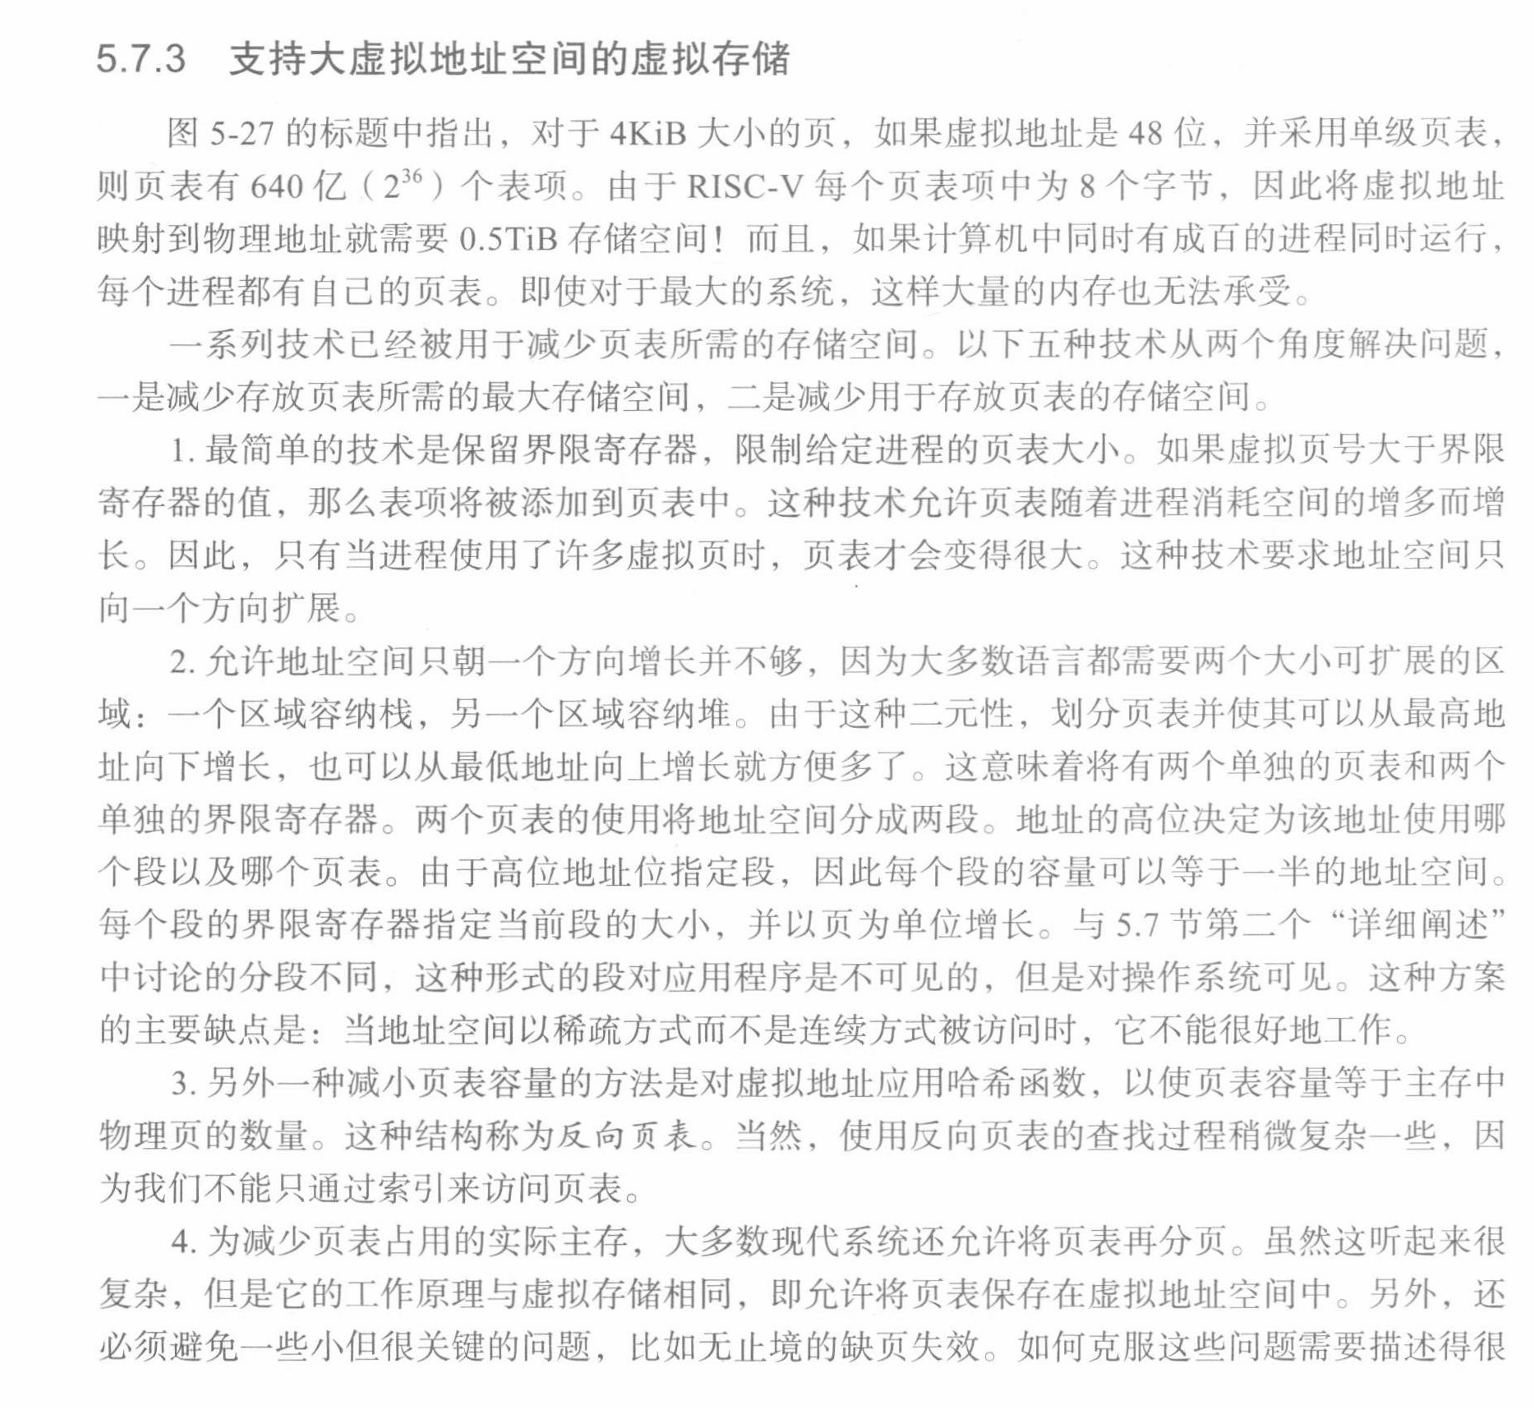 5.7.3 支持大虚拟地址空间的虚拟存储
图 5-27 的标题中指出，对于 4KiB 大小的页，如果虚拟地址是 48 位，并采用单级页表，
则页表有 640 亿（2³⁶）个表项。由于 RISC-V 每个页表项中为 8 个字节，因此将虚拟地址
映射到物理地址就需要 0.5TiB 存储空间！而且，如果计算机中同时有成百的进程同时运行，
每个进程都有自己的页表。即使对于最大的系统，这样大量的内存也无法承受。
一系列技术已经被用于减少页表所需的存储空间。以下五种技术从两个角度解决问题，
一是减少存放页表所需的最大存储空间，二是减少用于存放页表的存储空间。
1. 最简单的技术是保留界限寄存器，限制给定进程的页表大小。如果虚拟页号大于界限
寄存器的值，那么表项将被添加到页表中。这种技术允许页表随着进程消耗空间的增多而增
长。因此，只有当进程使用了许多虚拟页时，页表才会变得很大。这种技术要求地址空间只
向一个方向扩展。
2. 允许地址空间只朝一个方向增长并不够，因为大多数语言都需要两个大小可扩展的区
域：一个区域容纳栈，另一个区域容纳堆。由于这种二元性，划分页表并使其可以从最高地
址向下增长，也可以从最低地址向上增长就方便多了。这意味着将有两个单独的页表和两个
单独的界限寄存器。两个页表的使用将地址空间分成两段。地址的高位决定为该地址使用哪
个段以及哪个页表。由于高位地址位指定段，因此每个段的容量可以等于一半的地址空间。
每个段的界限寄存器指定当前段的大小，并以页为单位增长。与 5.7 节第二个“详细阐述”
中讨论的分段不同，这种形式的段对应用程序是不可见的，但是对操作系统可见。这种方案
的主要缺点是：当地址空间以稀疏方式而不是连续方式被访问时，它不能很好地工作。
3. 另外一种减小页表容量的方法是对虚拟地址应用哈希函数，以使页表容量等于主存中
物理页的数量。这种结构称为反向页表。当然，使用反向页表的查找过程稍微复杂一些，因
为我们不能只通过索引来访问页表。
4. 为减少页表占用的实际主存，大多数现代系统还允许将页表再分页。虽然这听起来很
复杂，但是它的工作原理与虚拟存储相同，即允许将页表保存在虚拟地址空间中。另外，还
必须避免一些小但很关键的问题，比如无止境的缺页失效。如何克服这些问题需要描述得很